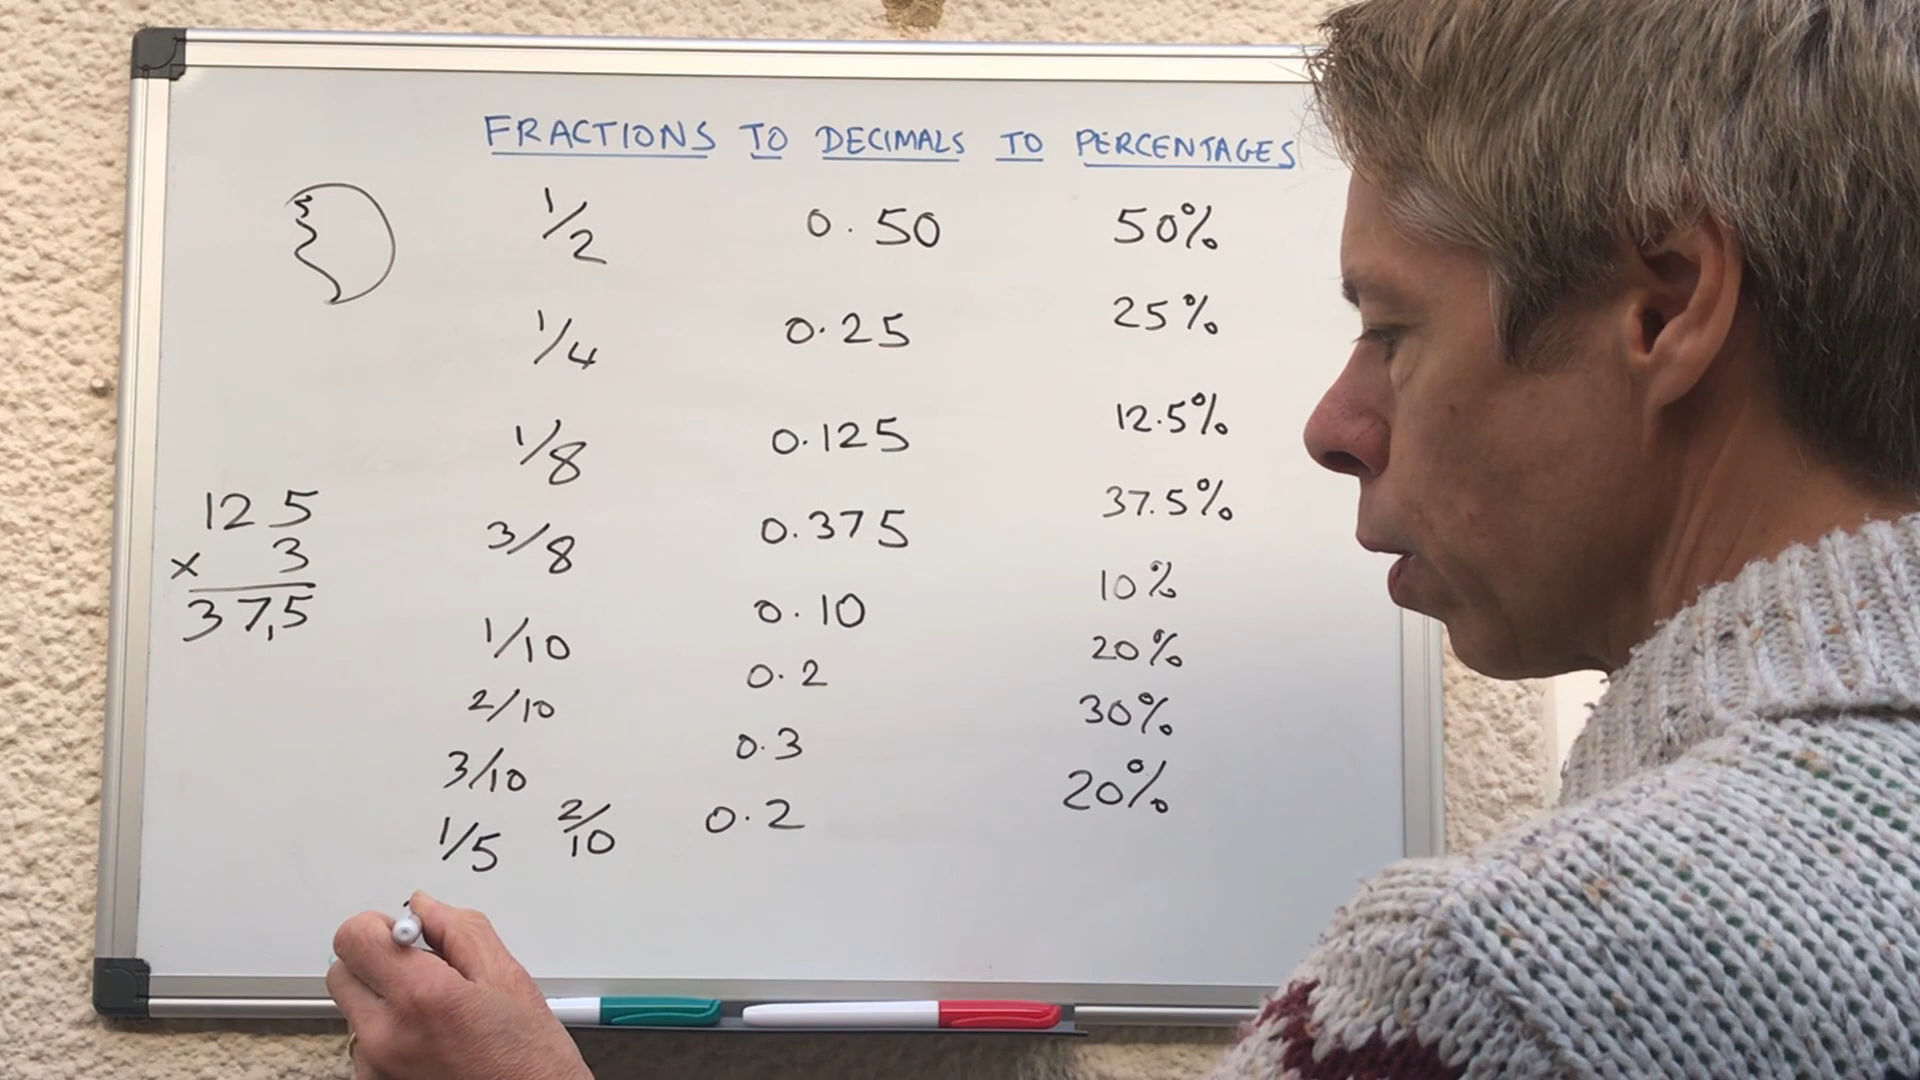 FRACTIONS TO DECIMALS TO PERCENTAGES
1/2 0.50 50%
1/4 0.25 25%
1/8 0.125 12.5%
3/8 0.375 37.5%
1/10 0.10 10%
2/10 0.2 20%
3/10 0.3 30%
1/5 2/10 0.2 20%
125
× 3
37,5